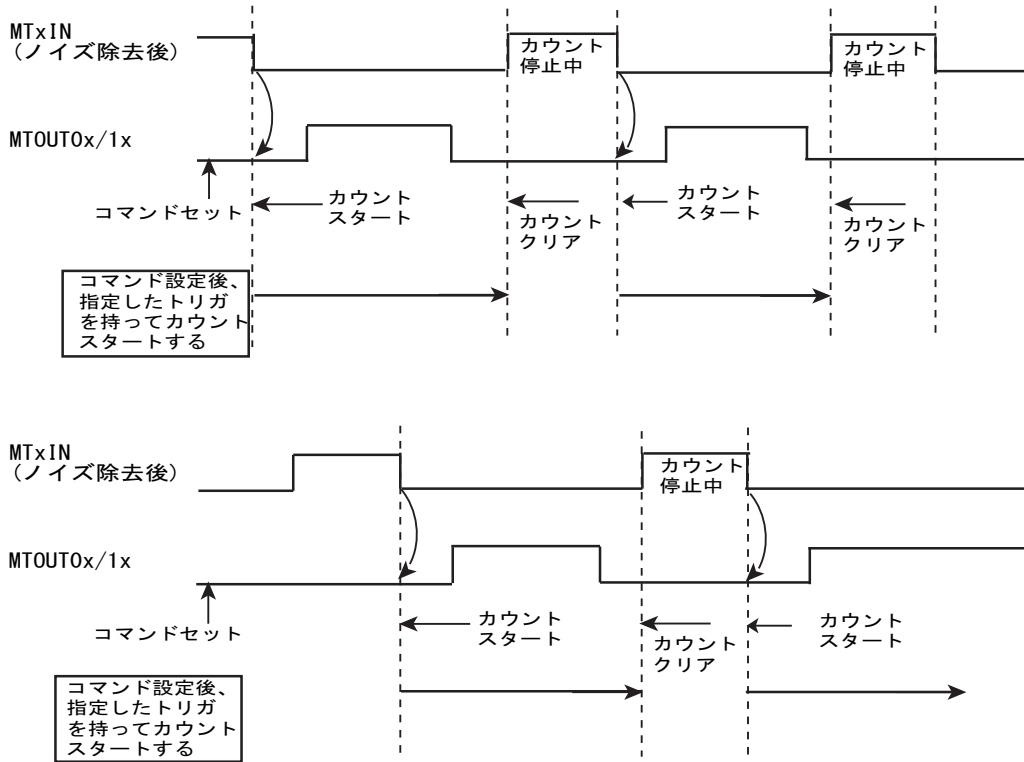 MTxIN
(ノイズ除去後)
カウント
停止中
カウント
停止中
MTOUT0x/1x
コマンドセット
カウント
スタート
カウント
クリア
カウント
スタート
カウント
クリア
コマンド設定後、
指定したトリガ
を持ってカウント
スタートする
MTxIN
(ノイズ除去後)
カウント
停止中
MTOUT0x/1x
コマンドセット
カウント
スタート
カウント
クリア
カウント
スタート
コマンド設定後、
指定したトリガ
を持ってカウント
スタートする